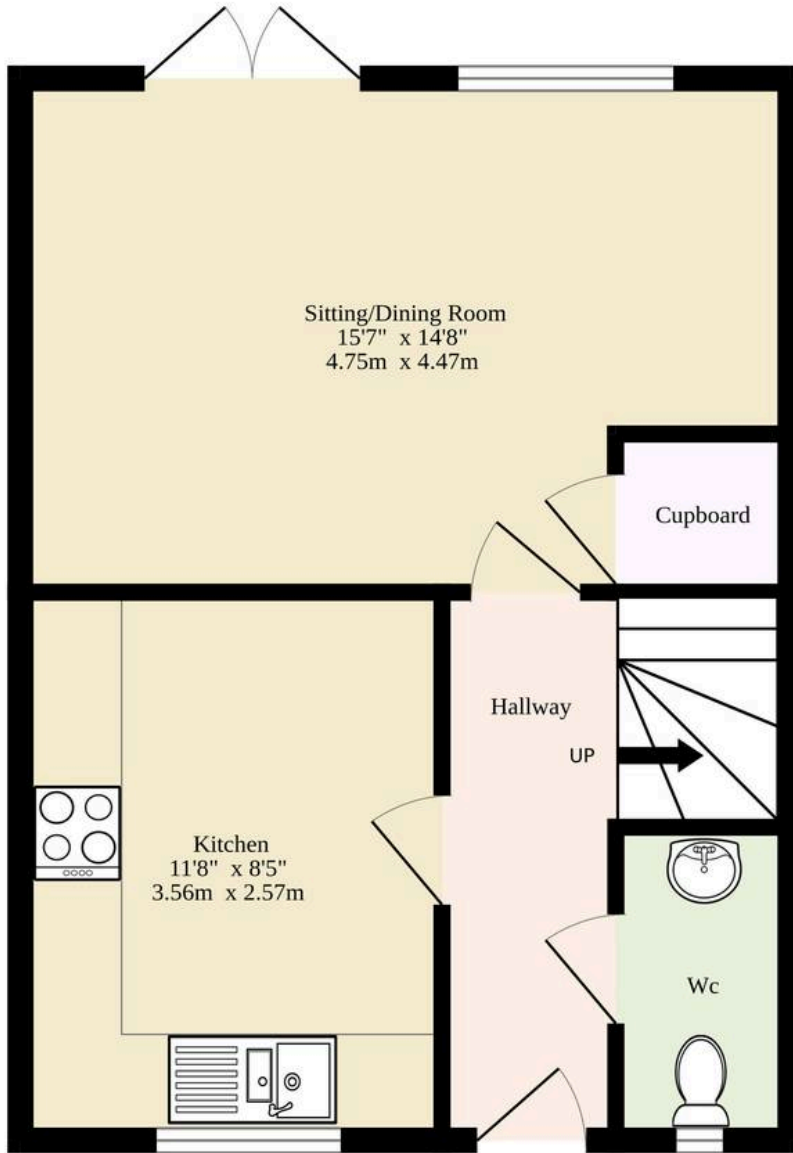 Sitting/Dining Room
15'7" x 14'8"
4.75m x 4.47m
Cupboard
Hallway
UP
Kitchen
11'8" x 8'5"
3.56m x 2.57m
Wc